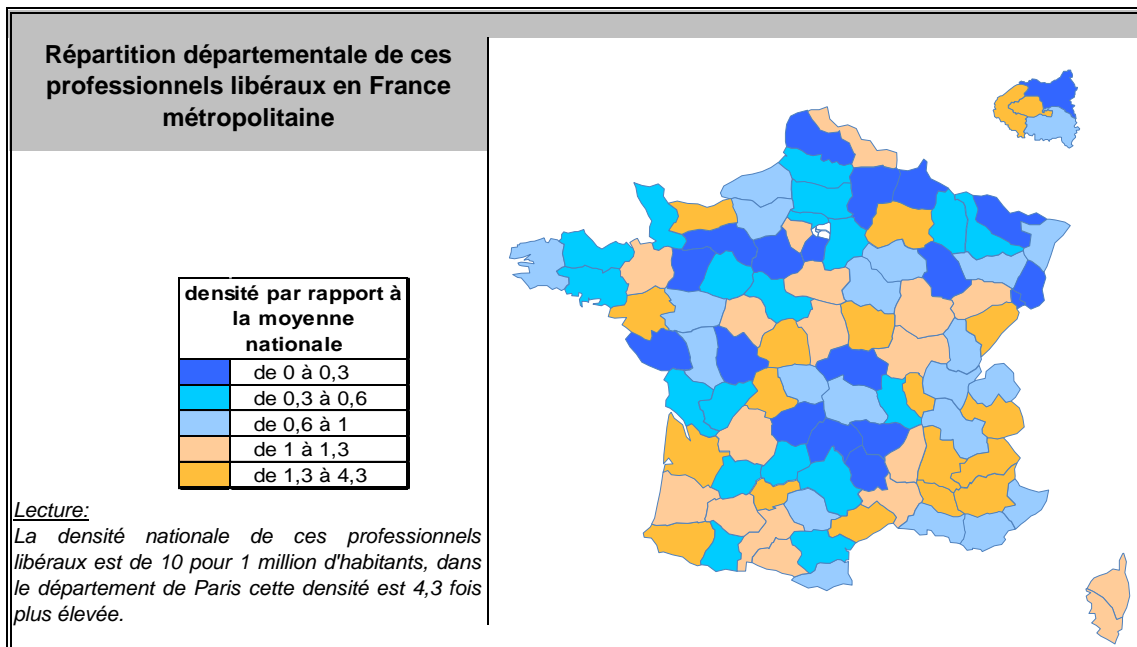 Répartition départementale de ces
professionnels libéraux en France
métropolitaine
densité par rapport à
la moyenne
nationale
de 0 à 0,3
de 0,3 à 0,6
de 0,6 à 1
de 1 à 1,3
de 1,3 à 4,3
Lecture:
La densité nationale de ces professionnels
libéraux est de 10 pour 1 million d'habitants, dans
le département de Paris cette densité est 4,3 fois
plus élevée.